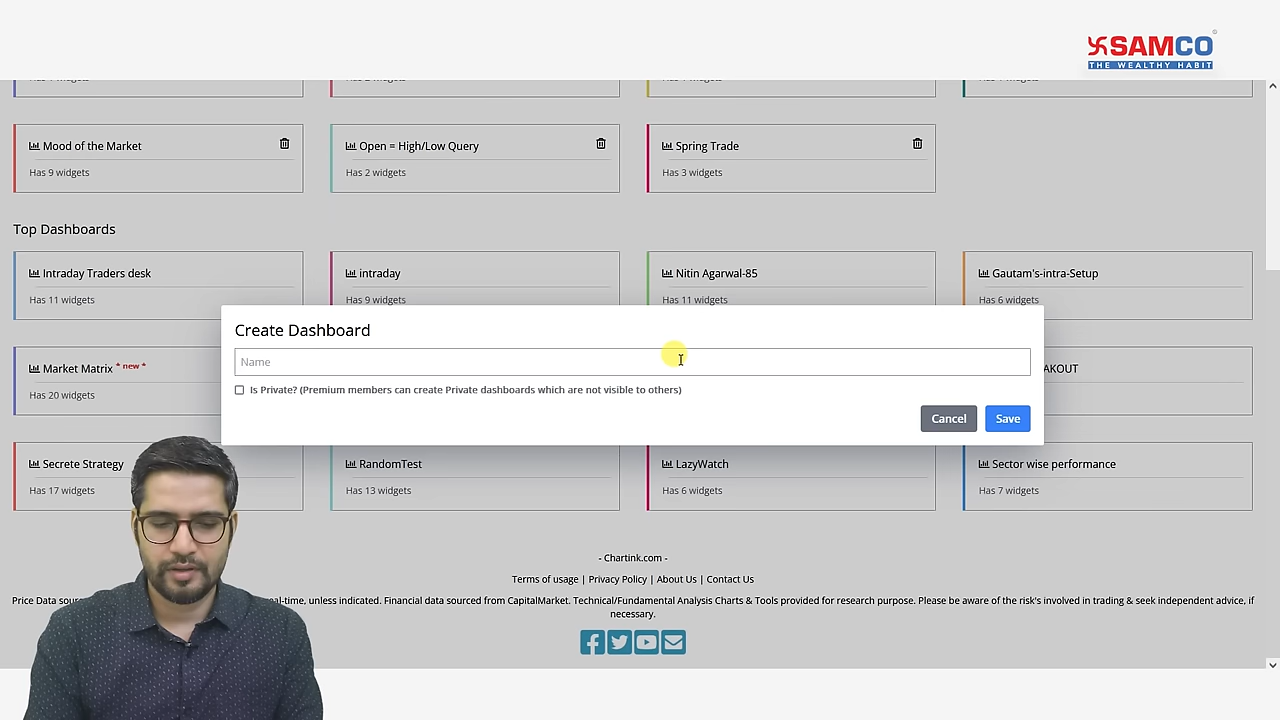 SAMCO
THE WEALTHY HABIT
Mood of the Market
Has 9 widgets
Open = High/Low Query
Has 2 widgets
Spring Trade
Has 3 widgets
Top Dashboards
Intraday Traders desk
Has 11 widgets
intraday
Has 9 widgets
Nitin Agarwal-85
Has 11 widgets
Gautam's-intra-Setup
Has 6 widgets
Create Dashboard
Name
Is Private? (Premium members can create Private dashboards which are not visible to others)
Cancel
Save
Market Matrix * new *
Has 20 widgets
AKOUT
Secrete Strategy
Has 17 widgets
RandomTest
Has 13 widgets
LazyWatch
Has 6 widgets
Sector wise performance
Has 7 widgets
- Chartink.com -
Terms of usage | Privacy Policy | About Us | Contact Us
Price Data sour al-time, unless indicated. Financial data sourced from CapitalMarket. Technical/Fundamental Analysis Charts & Tools provided for research purpose. Please be aware of the risk's involved in trading & seek independent advice, if
necessary.